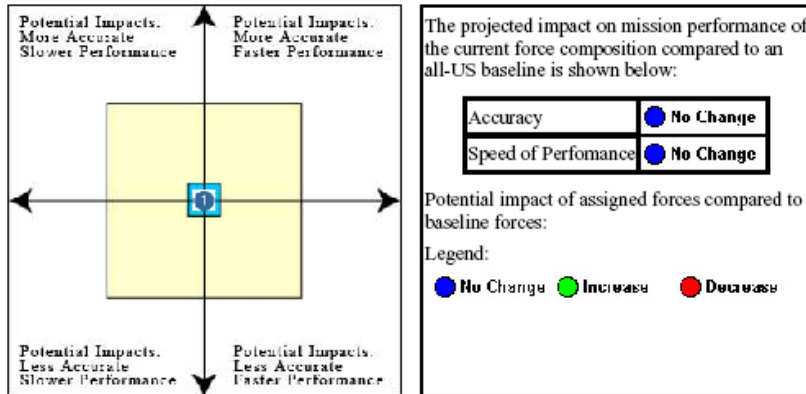 Potential Impacts.
More Accurate
Slower Performance
Potential Impacts.
More Accurate
Faster Performance
1
Potential Impacts.
Less Accurate
Slower Performance
Potential Impacts.
Less Accurate
Faster Performance
The projected impact on mission performance of
the current force composition compared to an
all-US baseline is shown below:
Accuracy No Change
Speed of Perfomance No Change
Potential impact of assigned forces compared to
baseline forces:
Legend:
No Change Increase Decrease